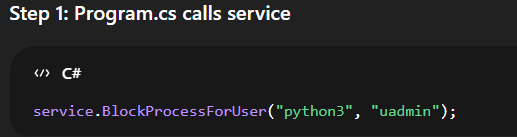 Step 1: Program.cs calls service
</> C#
service.BlockProcessForUser("python3", "uadmin");